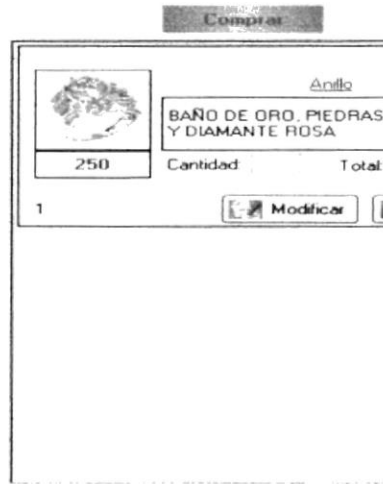 Comprar
Anillo
BAÑO DE ORO, PIEDRAS
Y DIAMANTE ROSA
250
Cantidad: Total:
1
Modificar